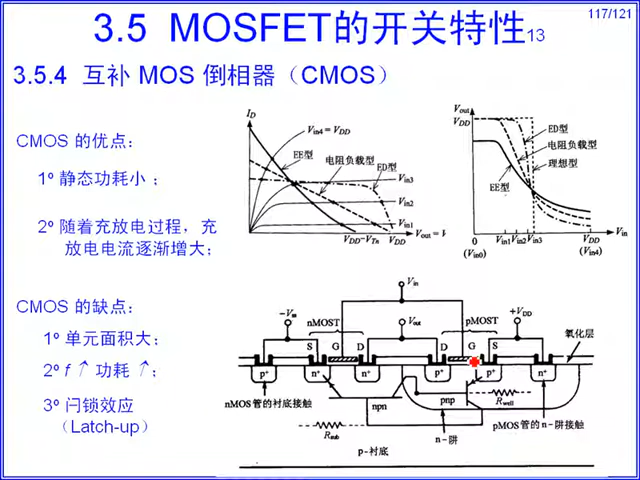 117/121
3.5 MOSFET的开关特性13
3.5.4 互补 MOS 倒相器（CMOS）
CMOS 的优点：
1º 静态功耗小；
2º 随着充放电过程，充
放电电流逐渐增大；
CMOS 的缺点：
1º 单元面积大；
2º f↑ 功耗↑；
3º 闩锁效应
（Latch-up）
I_D
V_in4 = V_DD
EE型
电阻负载型
ED型
V_in3
V_in2
V_in1
V_DD−V_Tn V_DD V_out = V
V_out
V_DD
ED型
电阻负载型
理想型
EE型
0 V_in1 V_in2 V_in3 V_DD V_in
(V_in0) (V_in4)
V_in
−V_ss nMOST V_out pMOST +V_DD
S G D D G S 氧化层
p⁺ n⁺ n⁺ p⁺ p⁺ n⁺
nMOS管的衬底接触 npn pnp R_well
pMOS管的n-阱接触
R_sub n-阱
p-衬底